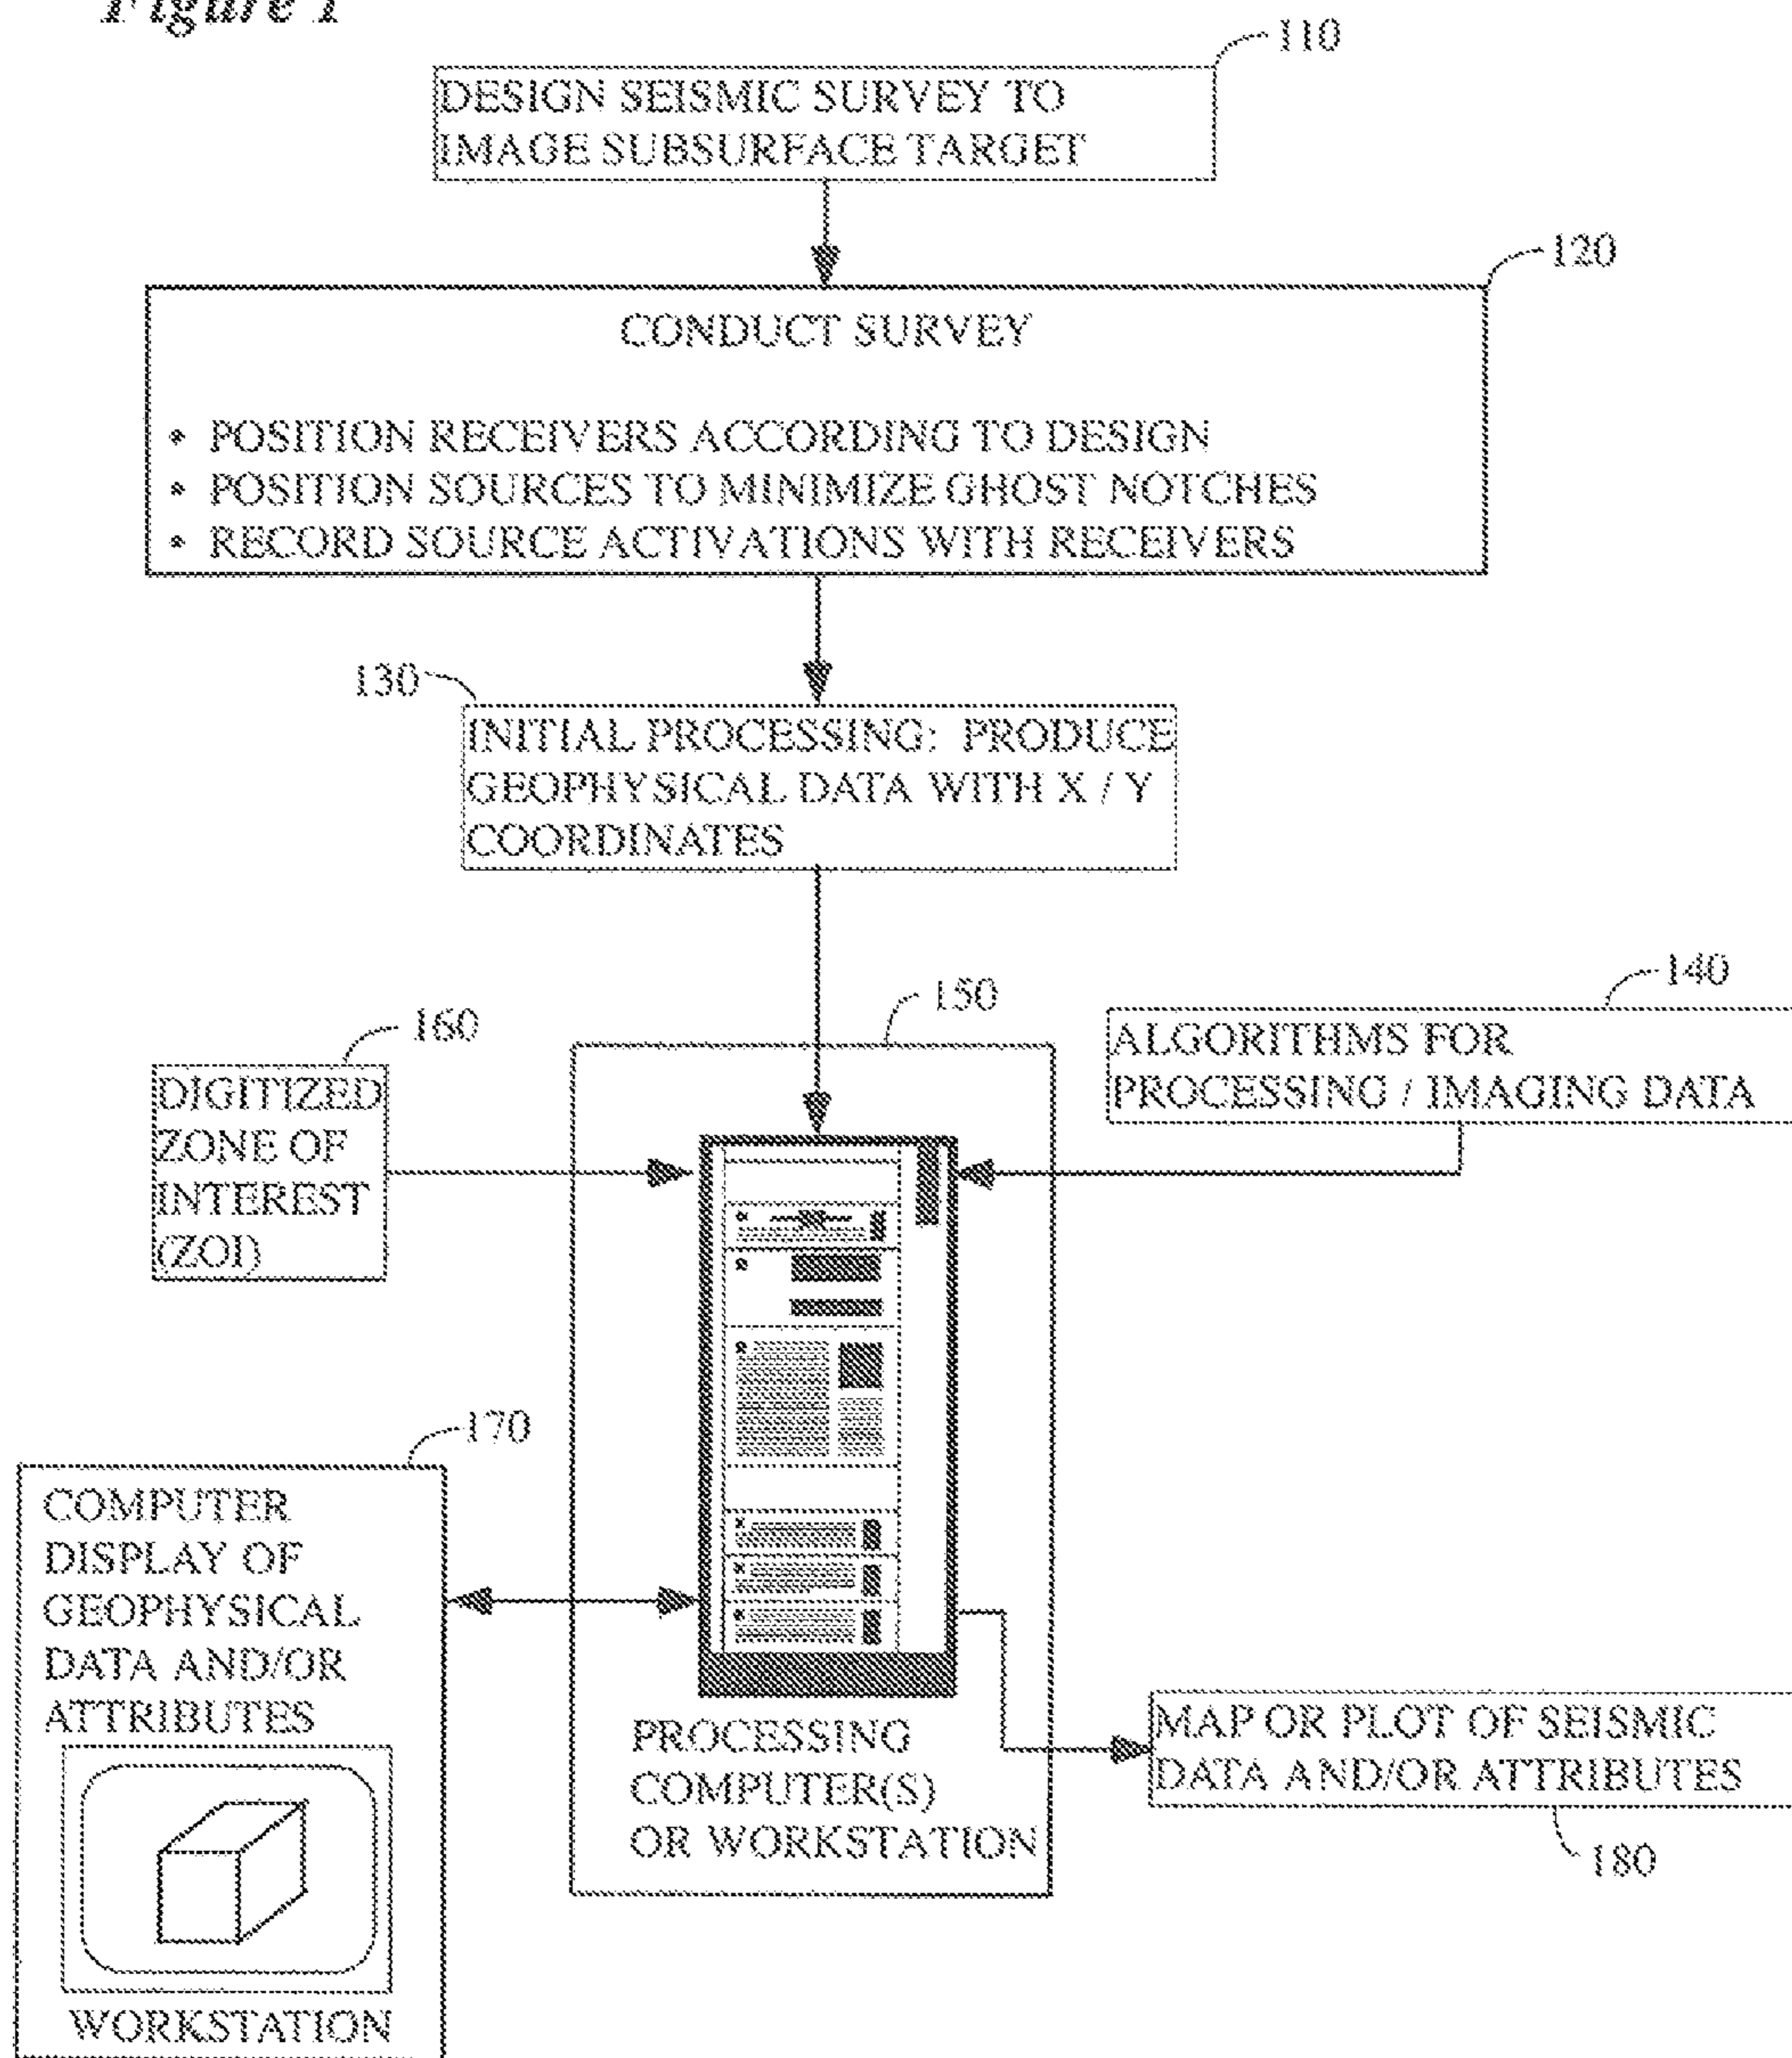 Figure 1
110
DESIGN SEISMIC SURVEY TO
IMAGE SUBSURFACE TARGET
120
CONDUCT SURVEY
• POSITION RECEIVERS ACCORDING TO DESIGN
• POSITION SOURCES TO MINIMIZE GHOST NOTCHES
• RECORD SOURCE ACTIVATIONS WITH RECEIVERS
130
INITIAL PROCESSING: PRODUCE
GEOPHYSICAL DATA WITH X / Y
COORDINATES
140
ALGORITHMS FOR
PROCESSING / IMAGING DATA
150
160
DIGITIZED
ZONE OF
INTEREST
(ZOI)
170
COMPUTER
DISPLAY OF
GEOPHYSICAL
DATA AND/OR
ATTRIBUTES
WORKSTATION
PROCESSING
COMPUTER(S)
OR WORKSTATION
MAP OR PLOT OF SEISMIC
DATA AND/OR ATTRIBUTES
180